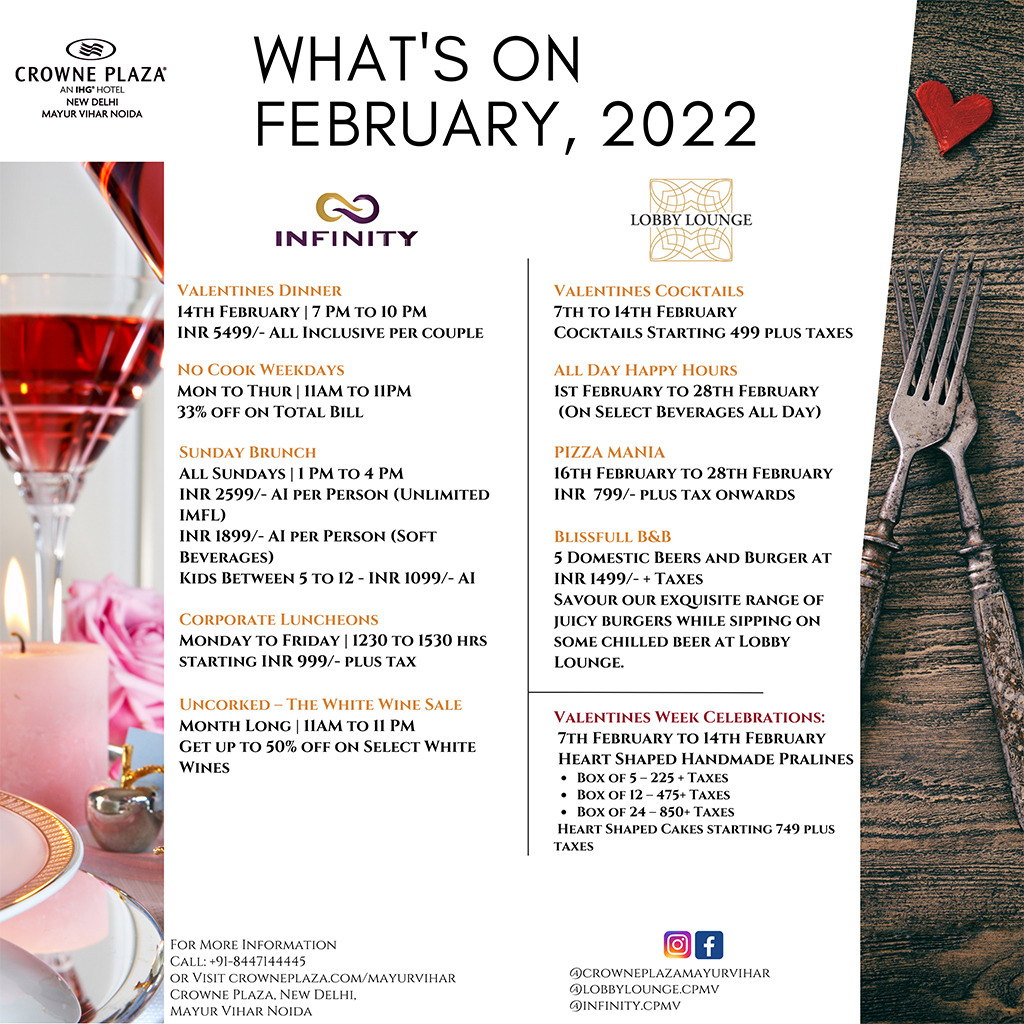 CROWNE PLAZA®
AN IHG® HOTEL
NEW DELHI
MAYUR VIHAR NOIDA
WHAT'S ON
FEBRUARY, 2022
INFINITY
Valentines Dinner
14th February | 7 PM to 10 PM
INR 5499/- All Inclusive per couple
No Cook Weekdays
Mon to Thur | 11AM to 11PM
33% off on Total Bill
Sunday Brunch
All Sundays | 1 PM to 4 PM
INR 2599/- AI per Person (Unlimited
IMFL)
INR 1899/- AI per Person (Soft
Beverages)
Kids Between 5 to 12 - INR 1099/- AI
Corporate Luncheons
Monday to Friday | 1230 to 1530 hrs
starting INR 999/- plus tax
Uncorked – The White Wine Sale
Month Long | 11AM to 11 PM
Get up to 50% off on Select White
Wines
LOBBY LOUNGE
Valentines Cocktails
7th to 14th February
Cocktails Starting 499 plus taxes
All Day Happy Hours
1st February to 28th February
(On Select Beverages All Day)
PIZZA MANIA
16th February to 28th February
INR 799/- plus tax onwards
Blissfull B&B
5 Domestic Beers and Burger at
INR 1499/- + Taxes
Savour our exquisite range of
juicy burgers while sipping on
some chilled beer at Lobby
Lounge.
Valentines Week Celebrations:
7th February to 14th February
Heart Shaped Handmade Pralines
• Box of 5 – 225 + Taxes
• Box of 12 – 475+ Taxes
• Box of 24 – 850+ Taxes
Heart Shaped Cakes starting 749 plus
taxes
For More Information
Call: +91-8447144445
or Visit crowneplaza.com/mayurvihar
Crowne Plaza, New Delhi,
Mayur Vihar Noida
@crowneplazamayurvihar
@lobbylounge.cpmv
@infinity.cpmv